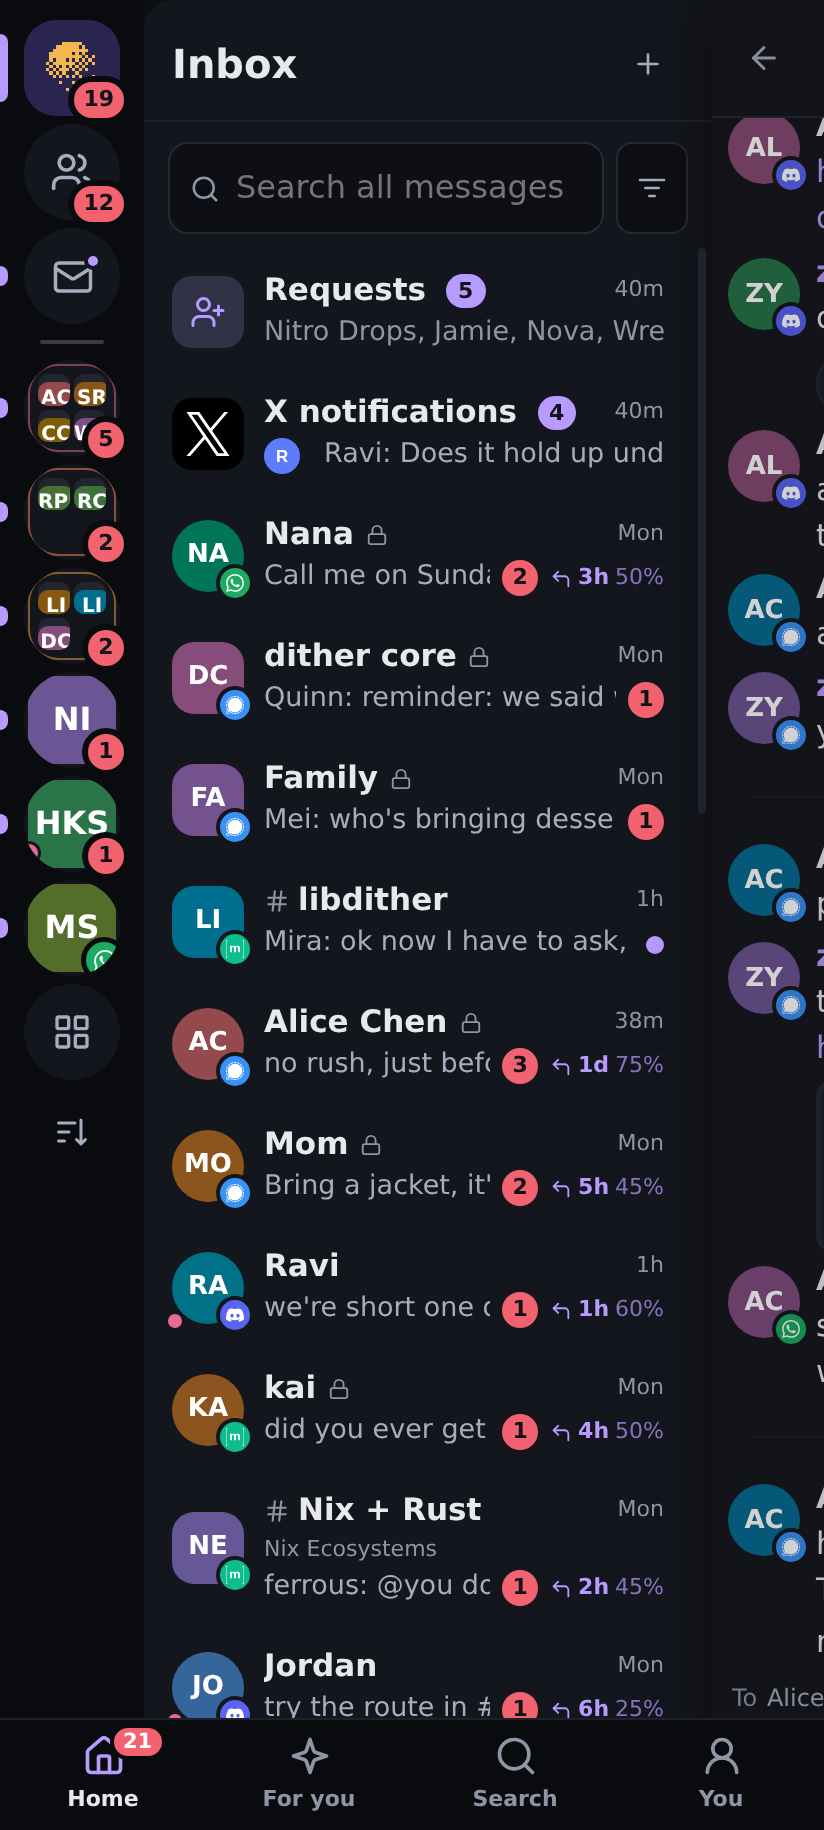 19
12
AC SR
CC
5
RP RC
2
LI LI
DC
2
NI
1
HKS
1
MS
Inbox
Search all messages
Requests 5 40m
Nitro Drops, Jamie, Nova, Wre
X notifications 4 40m
R Ravi: Does it hold up und
NA Nana Mon
Call me on Sunda 2 3h 50%
DC dither core Mon
Quinn: reminder: we said 1
FA Family Mon
Mei: who's bringing desse 1
LI # libdither 1h
[m] Mira: ok now I have to ask,
AC Alice Chen 38m
no rush, just befo 3 1d 75%
MO Mom Mon
Bring a jacket, it' 2 5h 45%
RA Ravi 1h
we're short one 1 1h 60%
KA kai Mon
[m] did you ever get 1 4h 50%
NE # Nix + Rust Mon
Nix Ecosystems
[m] ferrous: @you do 1 2h 45%
JO Jordan Mon
try the route in # 1 6h 25%
AL
ZY
AL
AC
ZY
AC
ZY
AC
AC
To Alice
21
Home
For you
Search
You